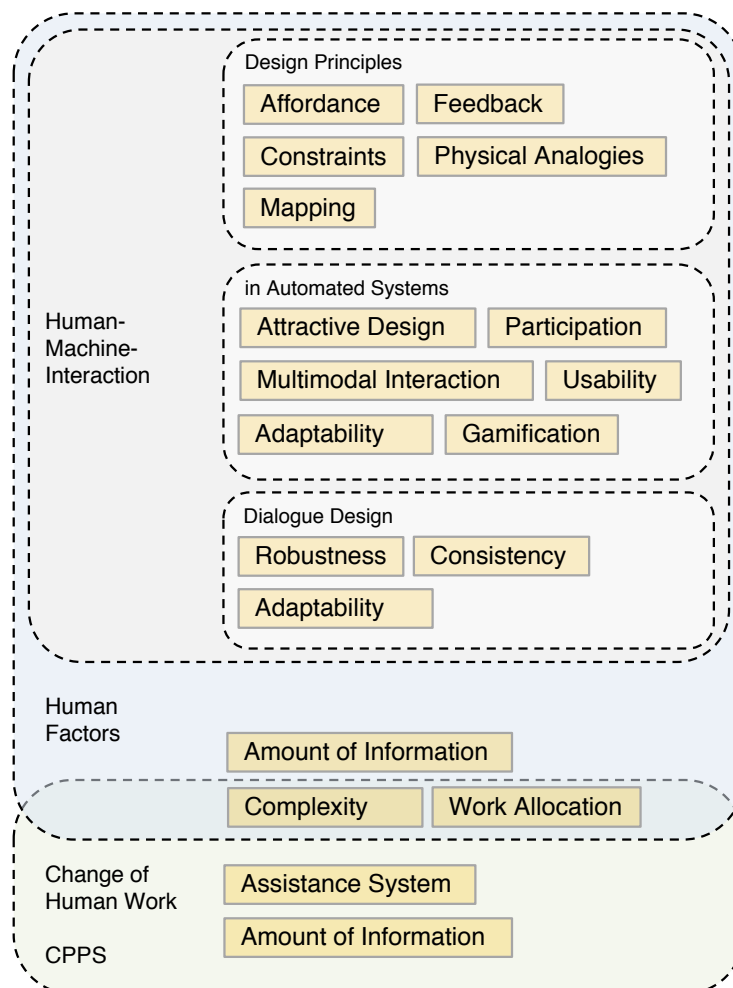 Design Principles
Affordance
Feedback
Constraints
Physical Analogies
Mapping
in Automated Systems
Attractive Design
Participation
Multimodal Interaction
Usability
Adaptability
Gamification
Human-
Machine-
Interaction
Dialogue Design
Robustness
Consistency
Adaptability
Human
Factors
Amount of Information
Complexity
Work Allocation
Change of
Human Work
Assistance System
Amount of Information
CPPS